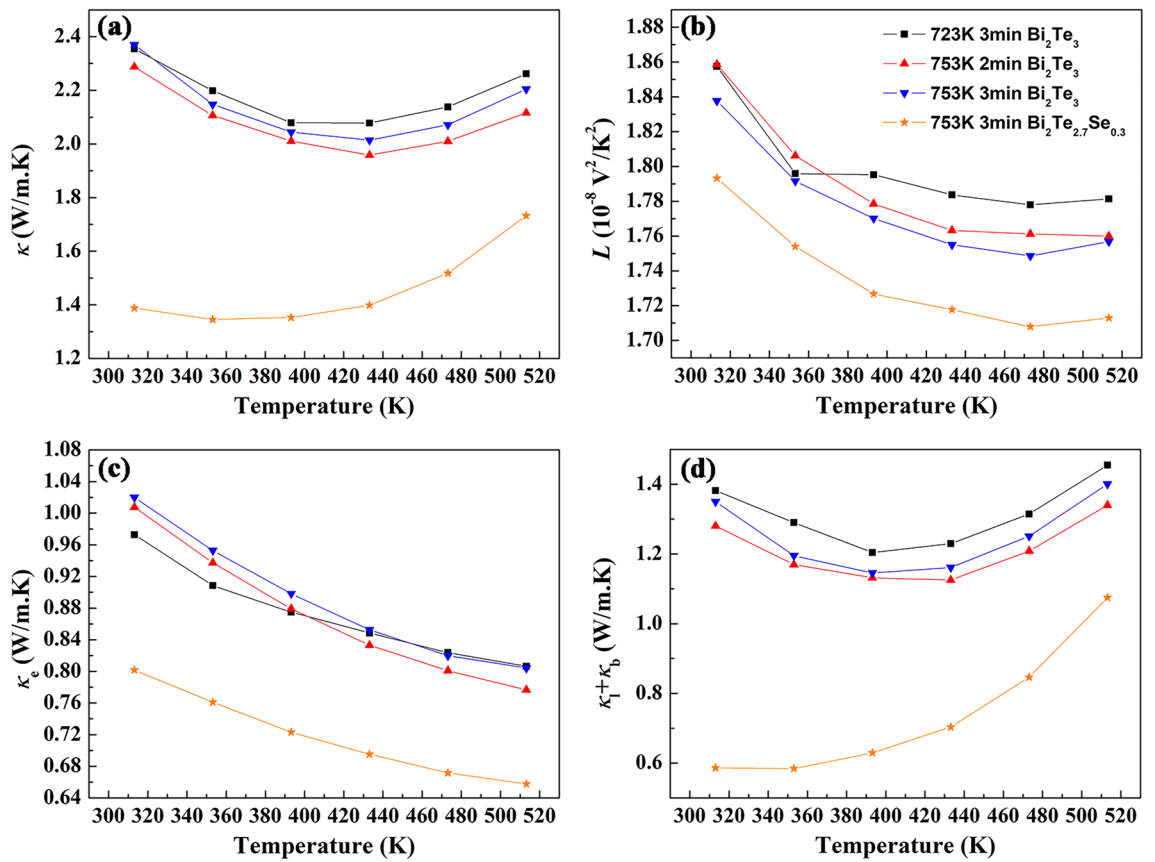 (a)
2.4
2.2
2.0
1.8
1.6
1.4
1.2
κ (W/m.K)
300 320 340 360 380 400 420 440 460 480 500 520
Temperature (K)
(b)
723K 3min Bi₂Te₃
753K 2min Bi₂Te₃
753K 3min Bi₂Te₃
753K 3min Bi₂Te₂.₇Se₀.₃
1.86
1.84
1.82
1.80
1.78
1.76
1.74
1.72
1.70
L (10⁻⁸ V²/K²)
300 320 340 360 380 400 420 440 460 480 500 520
Temperature (K)
(c)
1.08
1.04
1.00
0.96
0.92
0.88
0.84
0.80
0.76
0.72
0.68
0.64
κₑ (W/m.K)
300 320 340 360 380 400 420 440 460 480 500 520
Temperature (K)
(d)
1.4
1.2
1.0
0.8
0.6
κl+κb (W/m.K)
300 320 340 360 380 400 420 440 460 480 500 520
Temperature (K)